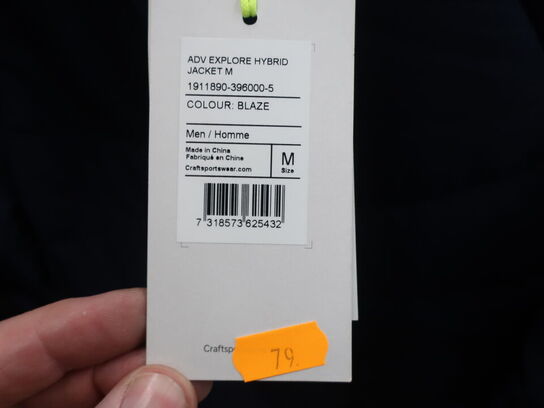 ADV EXPLORE HYBRID
JACKET M
1911890-396000-5
COLOUR: BLAZE
Men / Homme
Made in China
Fabriqué en Chine
Craftsportswear.com
M
Size
7 318573 625432
Craftsp
79.